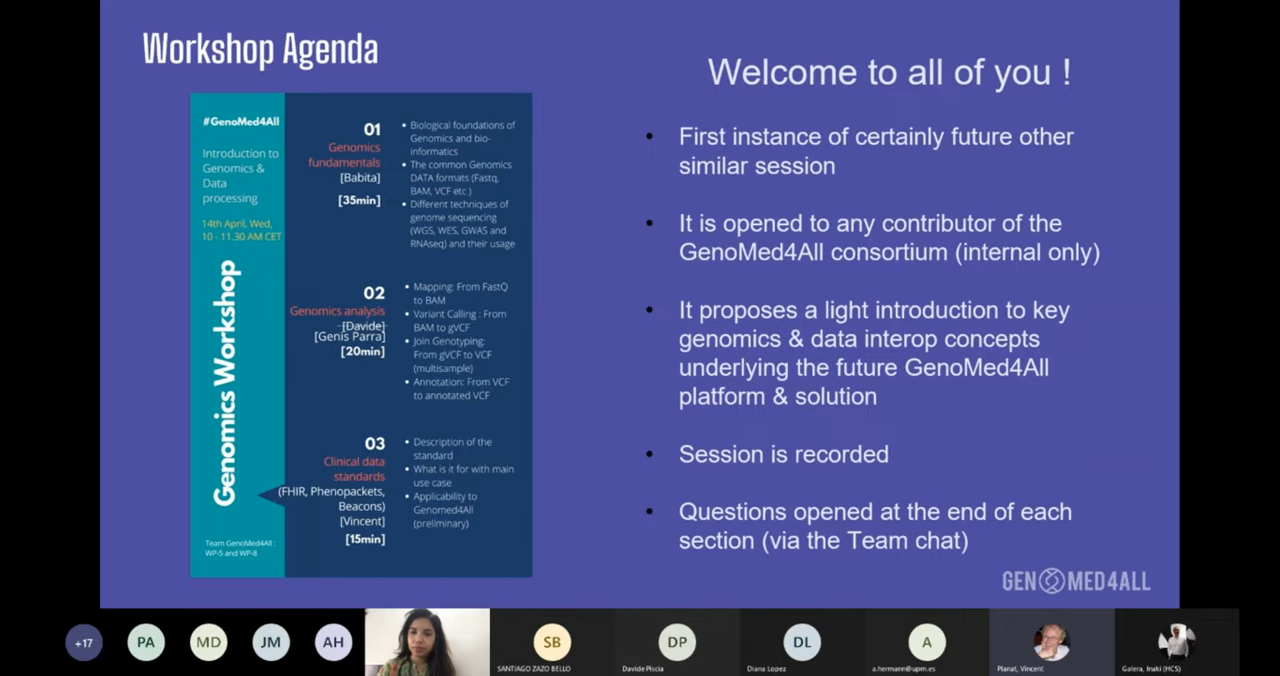 Workshop Agenda
#GenoMed4All
Introduction to
Genomics &
Data
processing
14th April, Wed,
10 - 11.30 AM CET
Genomics Workshop
Team GenoMed4All :
WP-5 and WP-8
01
Genomics
fundamentals
[Babita]
[35min]
• Biological foundations of
Genomics and bio-
informatics
• The common Genomics
DATA formats (Fastq,
BAM, VCF etc )
• Different techniques of
genome sequencing
(WGS, WES, GWAS and
RNAseq) and their usage
02
Genomics analysis
[Davide]
[Genis Parra]
[20min]
• Mapping: From FastQ
to BAM
• Variant Calling : From
BAM to gVCF
• Join Genotyping:
From gVCF to VCF
(multisample)
• Annotation: From VCF
to annotated VCF
03
Clinical data
standards
(FHIR, Phenopackets,
Beacons)
[Vincent]
[15min]
• Description of the
standard
• What is it for with main
use case
• Applicability to
Genomed4All
(preliminary)
Welcome to all of you !
• First instance of certainly future other
similar session
• It is opened to any contributor of the
GenoMed4All consortium (internal only)
• It proposes a light introduction to key
genomics & data interop concepts
underlying the future GenoMed4All
platform & solution
• Session is recorded
• Questions opened at the end of each
section (via the Team chat)
GENOMED4ALL
+17
PA
MD
JM
AH
SB
SANTIAGO ZAZO BELLO
DP
Davide Piscia
DL
Diana Lopez
A
a.hermann@upm.es
Planat, Vincent
Galera, Inaki (HCS)